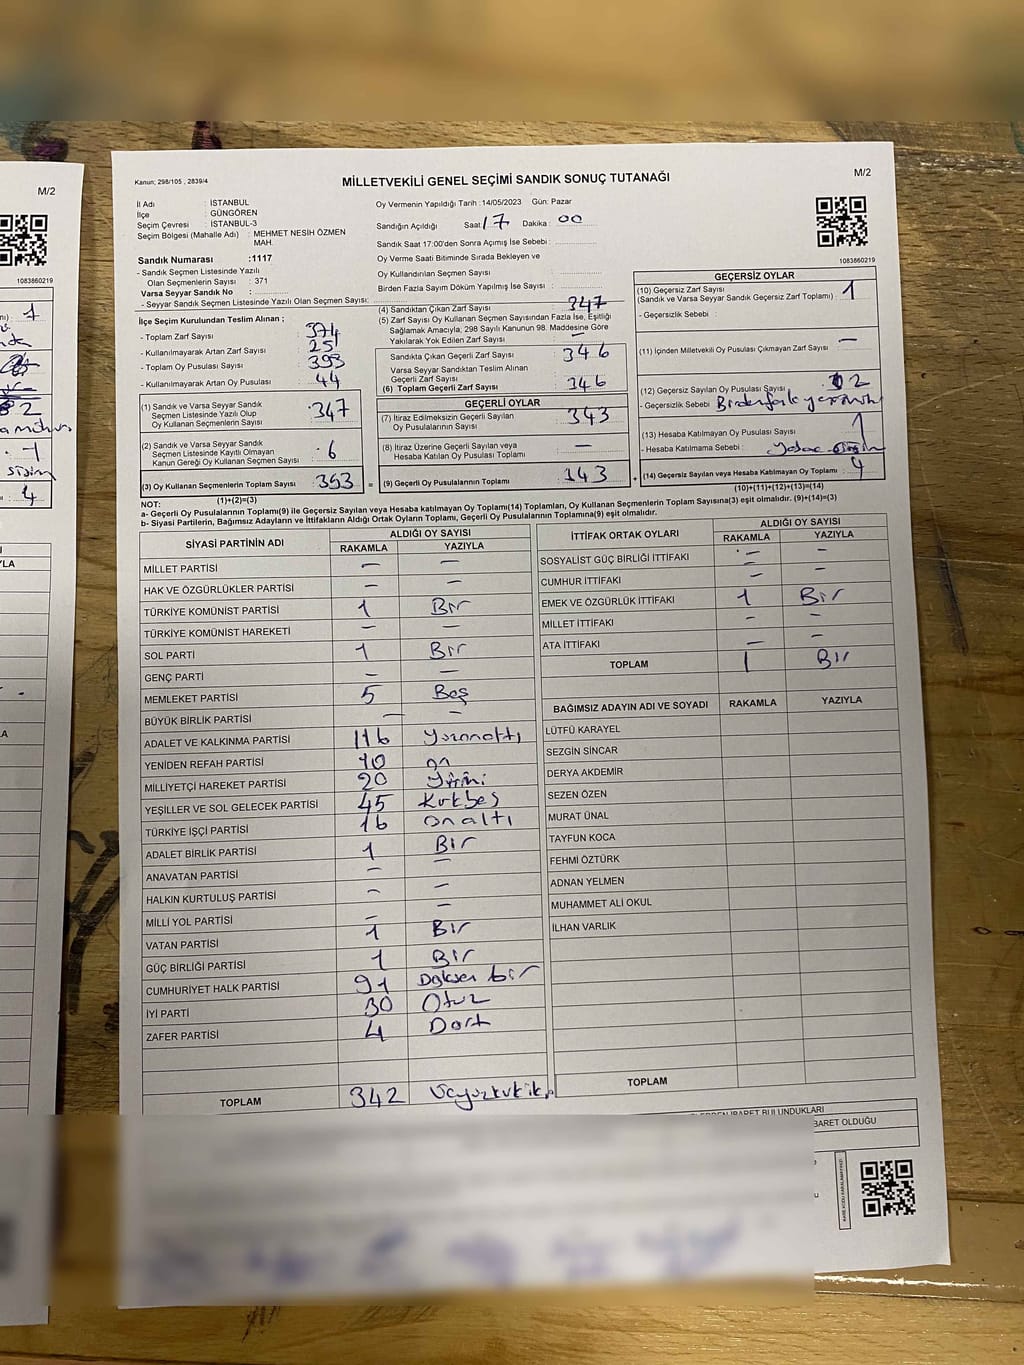 M/2
1083860219
Kanun; 298/105 , 2839/4
MİLLETVEKİLİ GENEL SEÇİMİ SANDIK SONUÇ TUTANAĞI
M/2
İl Adı : İSTANBUL
İlçe : GÜNGÖREN
Seçim Çevresi : İSTANBUL-3
Seçim Bölgesi (Mahalle Adı) : MEHMET NESİH ÖZMEN MAH.
Sandık Numarası :1117
- Sandık Seçmen Listesinde Yazılı
Olan Seçmenlerin Sayısı : 371
Varsa Seyyar Sandık No :
- Seyyar Sandık Seçmen Listesinde Yazılı Olan Seçmen Sayısı:
Oy Vermenin Yapıldığı Tarih :14/05/2023 Gün: Pazar
Sandığın Açıldığı Saat 17 Dakika : 00
Sandık Saat 17:00'den Sonra Açımış İse Sebebi :
Oy Verme Saati Bitiminde Sırada Bekleyen ve
Oy Kullandırılan Seçmen Sayısı :
Birden Fazla Sayım Döküm Yapılmış İse Sayısı :
1083860219
İlçe Seçim Kurulundan Teslim Alınan ;
- Toplam Zarf Sayısı : 374
- Kullanılmayarak Artan Zarf Sayısı : 25
- Toplam Oy Pusulası Sayısı : 393
- Kullanılmayarak Artan Oy Pusulası : 44
(1) Sandık ve Varsa Seyyar Sandık
Seçmen Listesinde Yazılı Olup
Oy Kullanan Seçmenlerin Sayısı : 347
(2) Sandık ve Varsa Seyyar Sandık
Seçmen Listesinde Kayıtlı Olmayan
Kanun Gereği Oy Kullanan Seçmen Sayısı : 6
(3) Oy Kullanan Seçmenlerin Toplam Sayısı : 353 =
(1)+(2)=(3)
(4) Sandıktan Çıkan Zarf Sayısı : 347
(5) Zarf Sayısı Oy Kullanan Seçmen Sayısından Fazla İse, Eşitliği
Sağlamak Amacıyla, 298 Sayılı Kanunun 98. Maddesine Göre
Yakılarak Yok Edilen Zarf Sayısı : —
Sandıkta Çıkan Geçerli Zarf Sayısı : 346
Varsa Seyyar Sandıktan Teslim Alınan
Geçerli Zarf Sayısı :
(6) Toplam Geçerli Zarf Sayısı : 346
GEÇERLİ OYLAR
(7) İtiraz Edilmeksizin Geçerli Sayılan
Oy Pusulasının Sayısı : 343
(8) İtiraz Üzerine Geçerli Sayılan veya
Hesaba Katılan Oy Pusulası Toplamı : —
(9) Geçerli Oy Pusulalarının Toplamı : 343 +
GEÇERSİZ OYLAR
(10) Geçersiz Zarf Sayısı : 1
(Sandık ve Varsa Seyyar Sandık Geçersiz Zarf Toplamı)
- Geçersizlik Sebebi :
(11) İçinden Milletvekili Oy Pusulası Çıkmayan Zarf Sayısı : —
(12) Geçersiz Sayılan Oy Pusulası Sayısı : 2
- Geçersizlik Sebebi
(13) Hesaba Katılmayan Oy Pusulası Sayısı : 1
- Hesaba Katılmama Sebebi :
(14) Geçersiz Sayılan veya Hesaba Katılmayan Oy Toplamı : 4
(10)+(11)+(12)+(13)=(14)
NOT:
a- Geçerli Oy Pusulalarının Toplamı(9) ile Geçersiz Sayılan veya Hesaba katılmayan Oy Toplamı(14) Toplamları, Oy Kullanan Seçmenlerin Toplam Sayısına(3) eşit olmalıdır. (9)+(14)=(3)
b- Siyasi Partilerin, Bağımsız Adayların ve İttifakların Aldığı Ortak Oyların Toplamı, Geçerli Oy Pusulalarının Toplamına(9) eşit olmalıdır.
SİYASİ PARTİNİN ADI ALDIĞI OY SAYISI
RAKAMLA YAZIYLA
MİLLET PARTİSİ — —
HAK VE ÖZGÜRLÜKLER PARTİSİ — —
TÜRKİYE KOMÜNİST PARTİSİ 1 Bir
TÜRKİYE KOMÜNİST HAREKETİ — —
SOL PARTİ 1 Bir
GENÇ PARTİ — —
MEMLEKET PARTİSİ 5 Beş
BÜYÜK BİRLİK PARTİSİ — —
ADALET VE KALKINMA PARTİSİ 116 Yüzonaltı
YENİDEN REFAH PARTİSİ 10 on
MİLLİYETÇİ HAREKET PARTİSİ 20 Yirmi
YEŞİLLER VE SOL GELECEK PARTİSİ 45 Kırkbeş
TÜRKİYE İŞÇİ PARTİSİ 16 onaltı
ADALET BİRLİK PARTİSİ 1 Bir
ANAVATAN PARTİSİ — —
HALKIN KURTULUŞ PARTİSİ — —
MİLLİ YOL PARTİSİ — —
VATAN PARTİSİ 1 Bir
GÜÇ BİRLİĞİ PARTİSİ 1 Bir
CUMHURİYET HALK PARTİSİ 91 Doksan bir
İYİ PARTİ 30 Otuz
ZAFER PARTİSİ 4 Dört
TOPLAM 342 Üçyüzkırkiki
İTTİFAK ORTAK OYLARI ALDIĞI OY SAYISI
RAKAMLA YAZIYLA
SOSYALİST GÜÇ BİRLİĞİ İTTİFAKI — —
CUMHUR İTTİFAKI — —
EMEK VE ÖZGÜRLÜK İTTİFAKI 1 Bir
MİLLET İTTİFAKI — —
ATA İTTİFAKI — —
TOPLAM 1 Bir
BAĞIMSIZ ADAYIN ADI VE SOYADI RAKAMLA YAZIYLA
LÜTFÜ KARAYEL
SEZGİN SİNCAR
DERYA AKDEMİR
SEZEN ÖZEN
MURAT ÜNAL
TAYFUN KOCA
FEHMİ ÖZTÜRK
ADNAN YELMEN
MUHAMMET ALİ OKUL
İLHAN VARLIK
TOPLAM
BULUNDUKLARI
BARET OLDUĞU